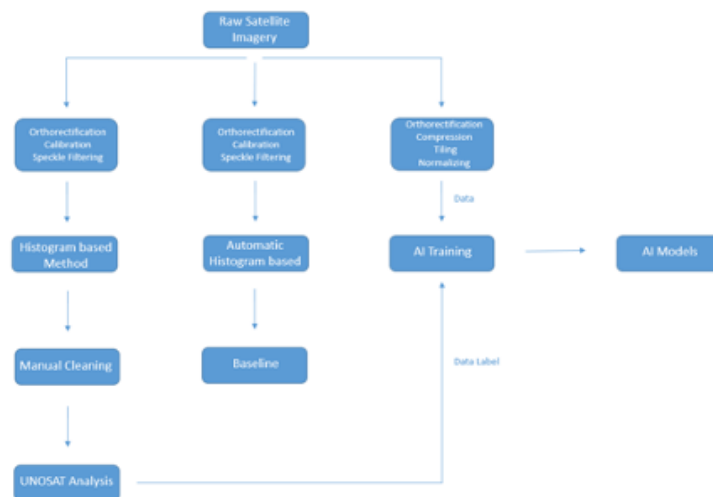 Raw Satellite
Imagery
Orthorectification
Calibration
Speckle Filtering
Orthorectification
Calibration
Speckle Filtering
Orthorectification
Compression
Tiling
Normalizing
Data
Histogram based
Method
Automatic
Histogram based
AI Training
AI Models
Manual Cleaning
Baseline
Data Label
UNOSAT Analysis